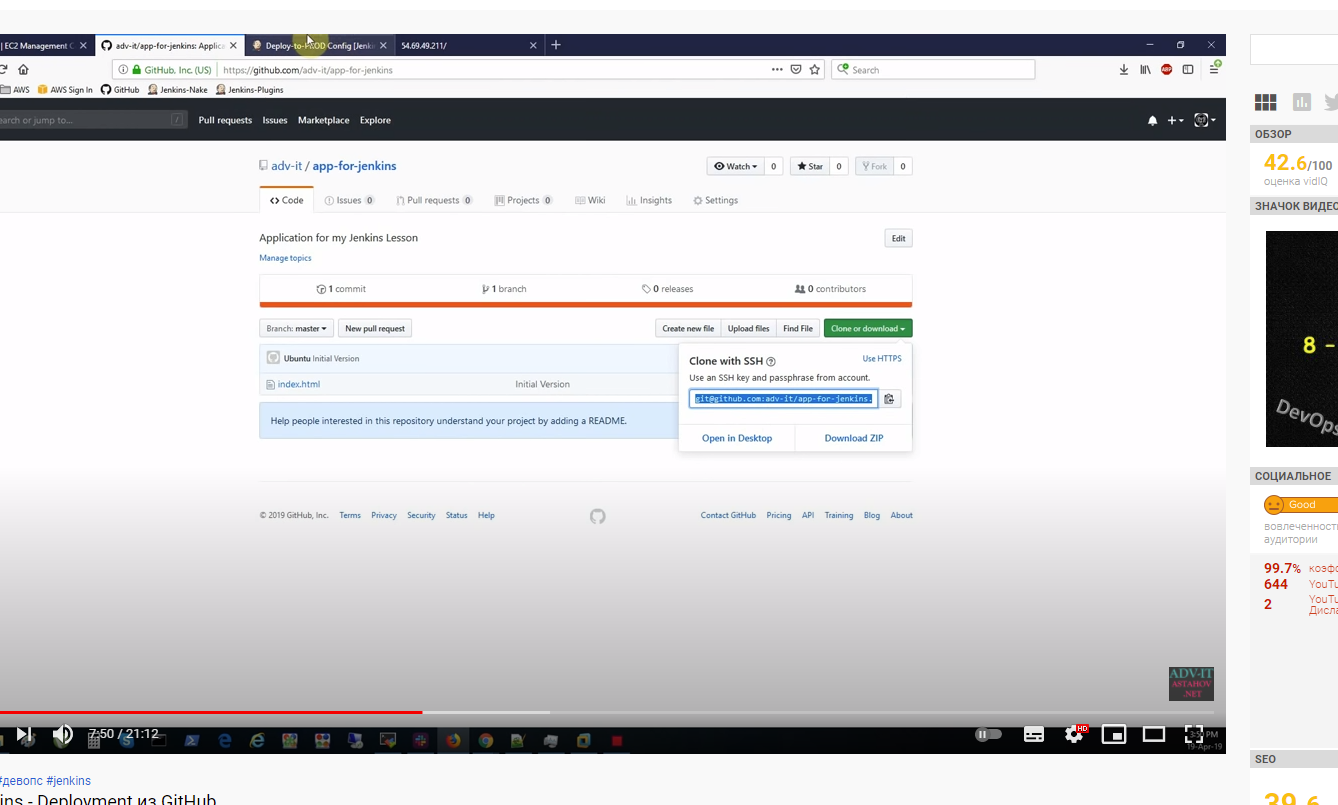 EC2 Management C
adv-it/app-for-jenkins: Applica
Deploy-to-PROD Config [Jenki
54.69.49.211/
GitHub, Inc. (US)
https://github.com/adv-it/app-for-jenkins
Search
AWS
AWS Sign In
GitHub
Jenkins-Nake
Jenkins-Plugins
earch or jump to...
/
Pull requests
Issues
Marketplace
Explore
adv-it / app-for-jenkins
Watch 0
Star 0
Fork 0
Code
Issues 0
Pull requests 0
Projects 0
Wiki
Insights
Settings
Application for my Jenkins Lesson
Edit
Manage topics
1 commit
1 branch
0 releases
0 contributors
Branch: master
New pull request
Create new file
Upload files
Find File
Clone or download
Ubuntu Initial Version
index.html
Initial Version
Help people interested in this repository understand your project by adding a README.
Clone with SSH
Use HTTPS
Use an SSH key and passphrase from account.
git@github.com:adv-it/app-for-jenkins.
Open in Desktop
Download ZIP
© 2019 GitHub, Inc.
Terms
Privacy
Security
Status
Help
Contact GitHub
Pricing
API
Training
Blog
About
ADV-IT
ASTAHOV
.NET
7:50 / 21:12
HD
3:50 PM
19-Apr-19
#девопс #jenkins
ins - Deployment из GitHub
ОБЗОР
42.6/100
оценка vidIQ
ЗНАЧОК ВИДЕО
8 -
DevOps
СОЦИАЛЬНОЕ
Good
вовлеченность
аудитории
99.7% коэфф
644 YouTu
2 YouTu
Дисла
SEO
39.6